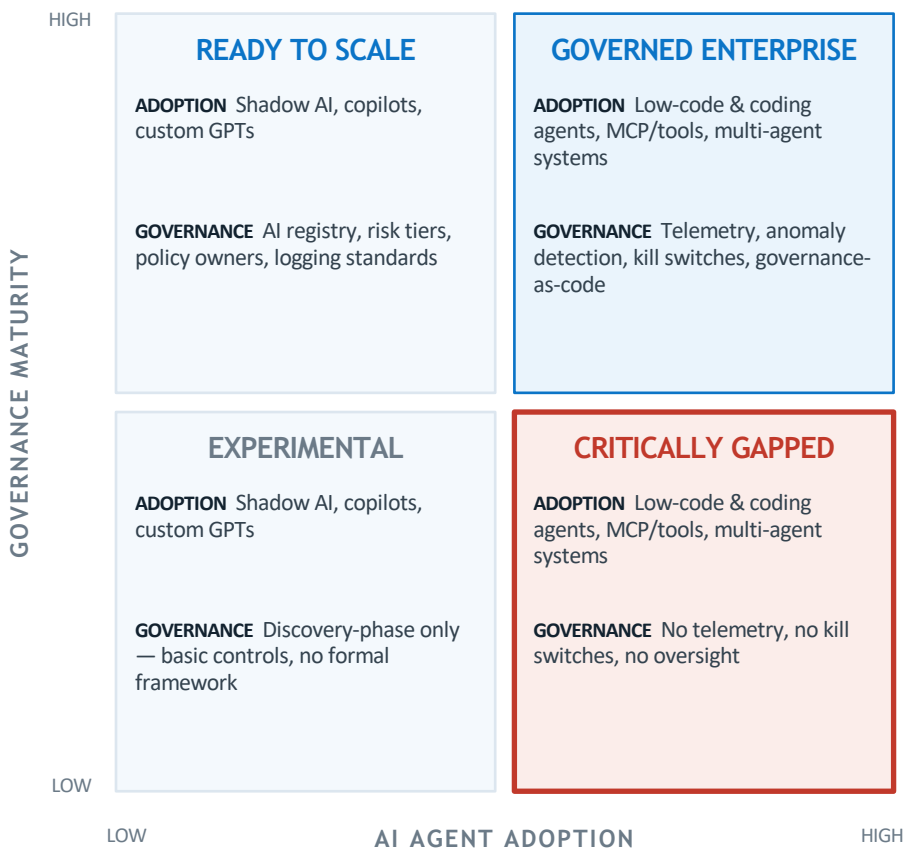 HIGH
READY TO SCALE
ADOPTION Shadow AI, copilots,
custom GPTs
GOVERNANCE AI registry, risk tiers,
policy owners, logging standards
GOVERNED ENTERPRISE
ADOPTION Low-code & coding
agents, MCP/tools, multi-agent
systems
GOVERNANCE Telemetry, anomaly
detection, kill switches, governance-
as-code
GOVERNANCE MATURITY
EXPERIMENTAL
ADOPTION Shadow AI, copilots,
custom GPTs
GOVERNANCE Discovery-phase only
— basic controls, no formal
framework
CRITICALLY GAPPED
ADOPTION Low-code & coding
agents, MCP/tools, multi-agent
systems
GOVERNANCE No telemetry, no kill
switches, no oversight
LOW
LOW
AI AGENT ADOPTION
HIGH